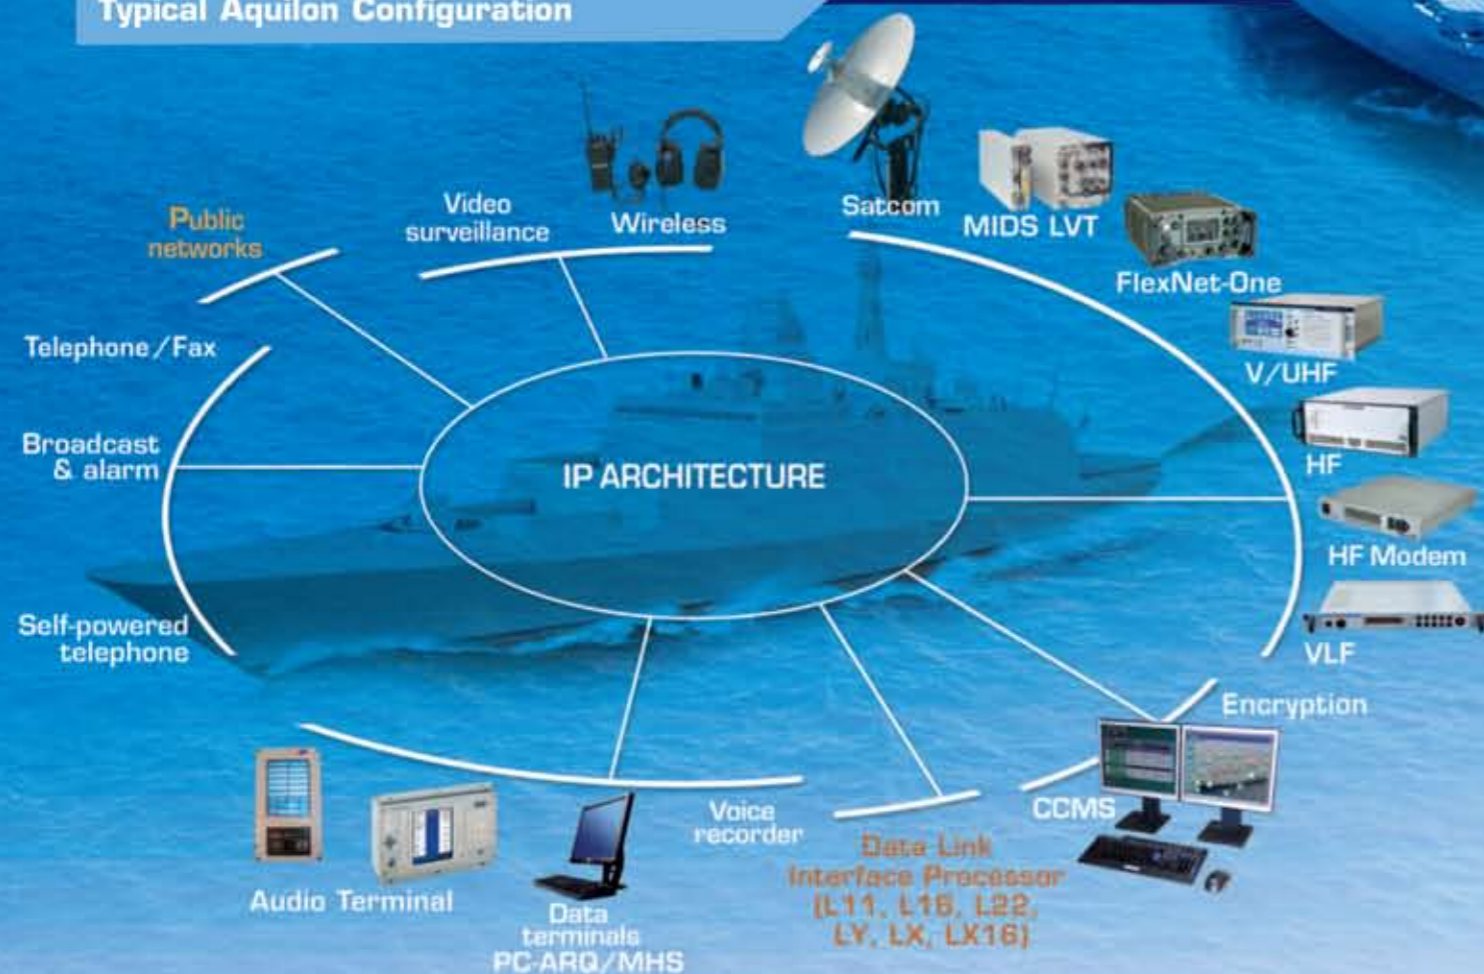 Typical Aquilon Configuration
Public
networks
Video
surveillance
Wireless
Satcom
MIDS LVT
FlexNet-One
V/UHF
HF
HF Modem
VLF
Encryption
CCMS
Data Link
Interface Processor
(L11, L16, L22,
LY, LX, LX16)
Voice
recorder
Data
terminals
PC-ARQ/MHS
Audio Terminal
Self-powered
telephone
Broadcast
& alarm
Telephone/Fax
IP ARCHITECTURE